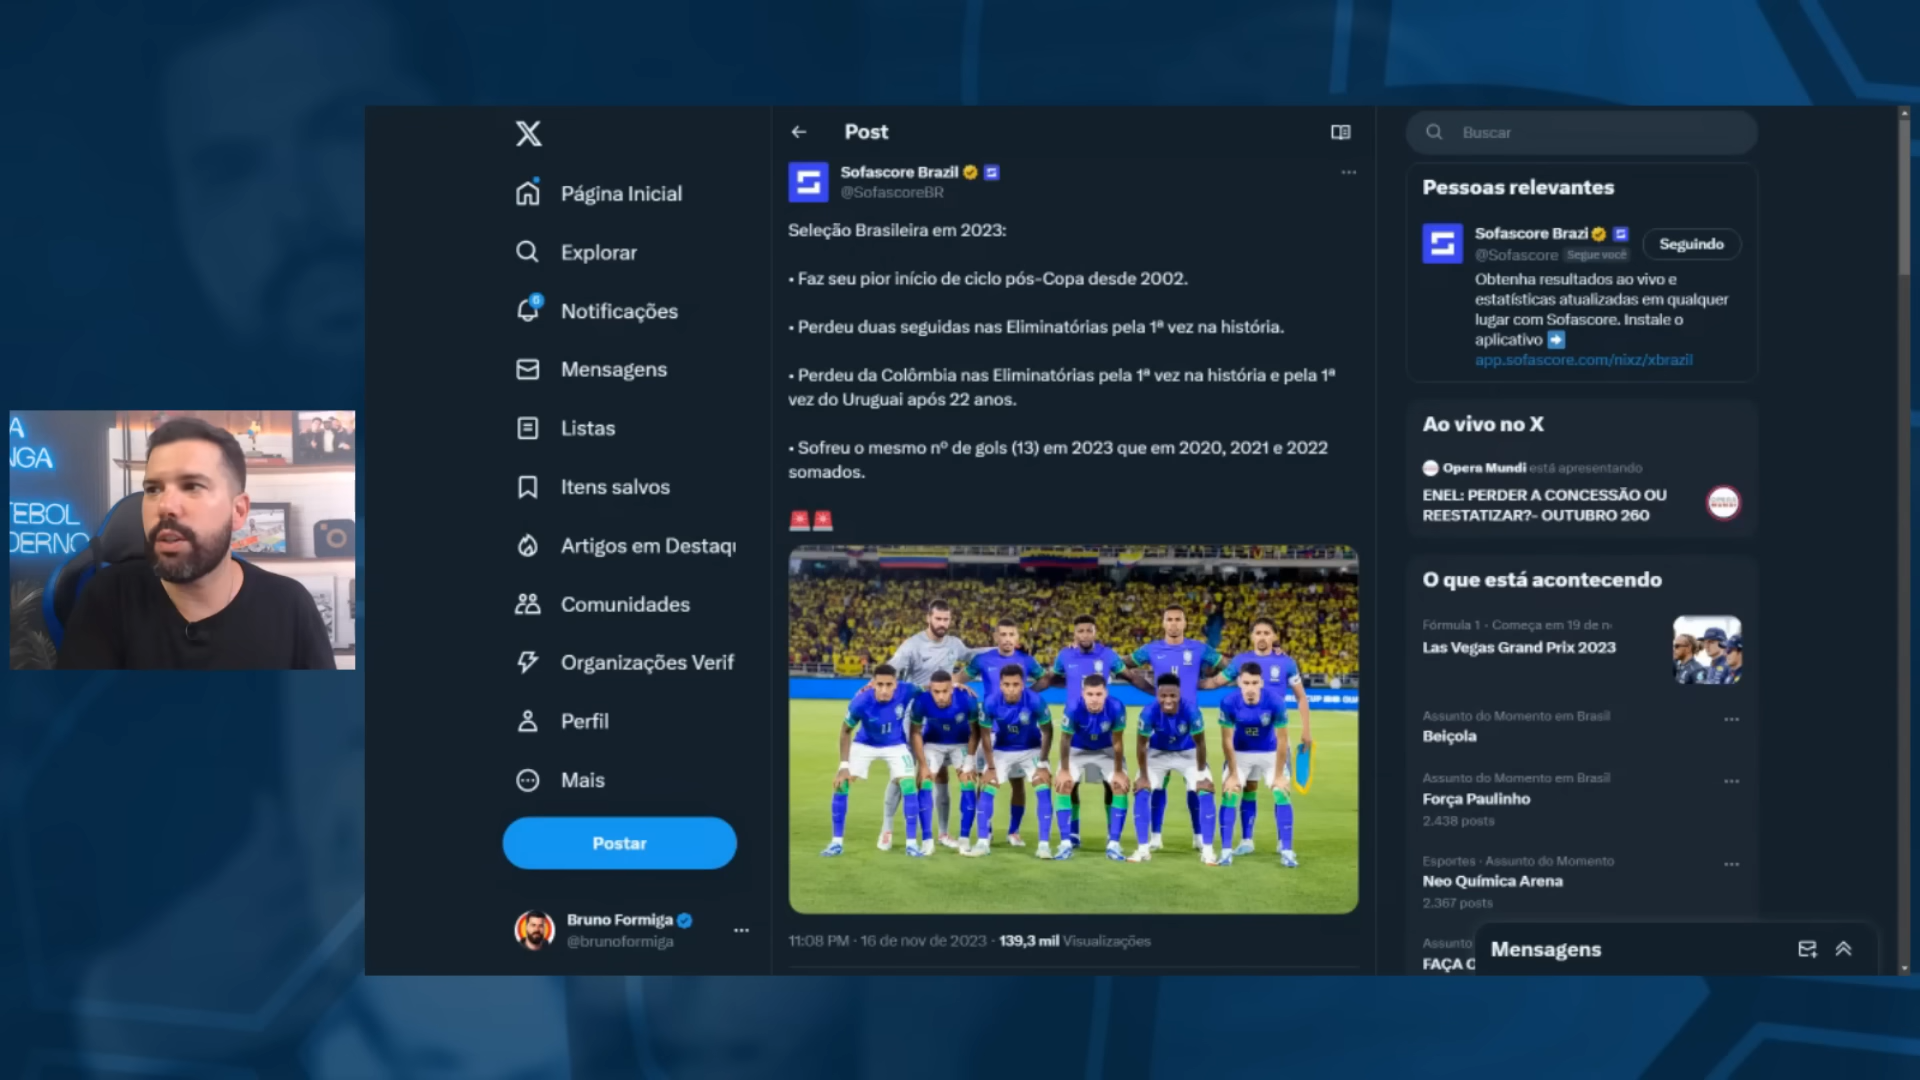 Página Inicial
Explorar
6
Notificações
Mensagens
Listas
Itens salvos
Artigos em Destaqu
Comunidades
Organizações Verif
Perfil
Mais
Postar
Bruno Formiga
@brunoformiga
Post
Sofascore Brazil
@SofascoreBR
Seleção Brasileira em 2023:
• Faz seu pior início de ciclo pós-Copa desde 2002.
• Perdeu duas seguidas nas Eliminatórias pela 1ª vez na história.
• Perdeu da Colômbia nas Eliminatórias pela 1ª vez na história e pela 1ª
vez do Uruguai após 22 anos.
• Sofreu o mesmo nº de gols (13) em 2023 que em 2020, 2021 e 2022
somados.
11:08 PM · 16 de nov de 2023 · 139,3 mil Visualizações
Buscar
Pessoas relevantes
Sofascore Brazi
@Sofascore Segue você
Seguindo
Obtenha resultados ao vivo e
estatísticas atualizadas em qualquer
lugar com Sofascore. Instale o
aplicativo
app.sofascore.com/nixz/xbrazil
Ao vivo no X
Opera Mundi está apresentando
ENEL: PERDER A CONCESSÃO OU
REESTATIZAR?- OUTUBRO 260
O que está acontecendo
Fórmula 1 · Começa em 19 de n
Las Vegas Grand Prix 2023
Assunto do Momento em Brasil
Beiçola
Assunto do Momento em Brasil
Força Paulinho
2.438 posts
Esportes · Assunto do Momento
Neo Química Arena
2.367 posts
Assunto
FAÇA C
Mensagens
A
NGA
EBOL
DERNO